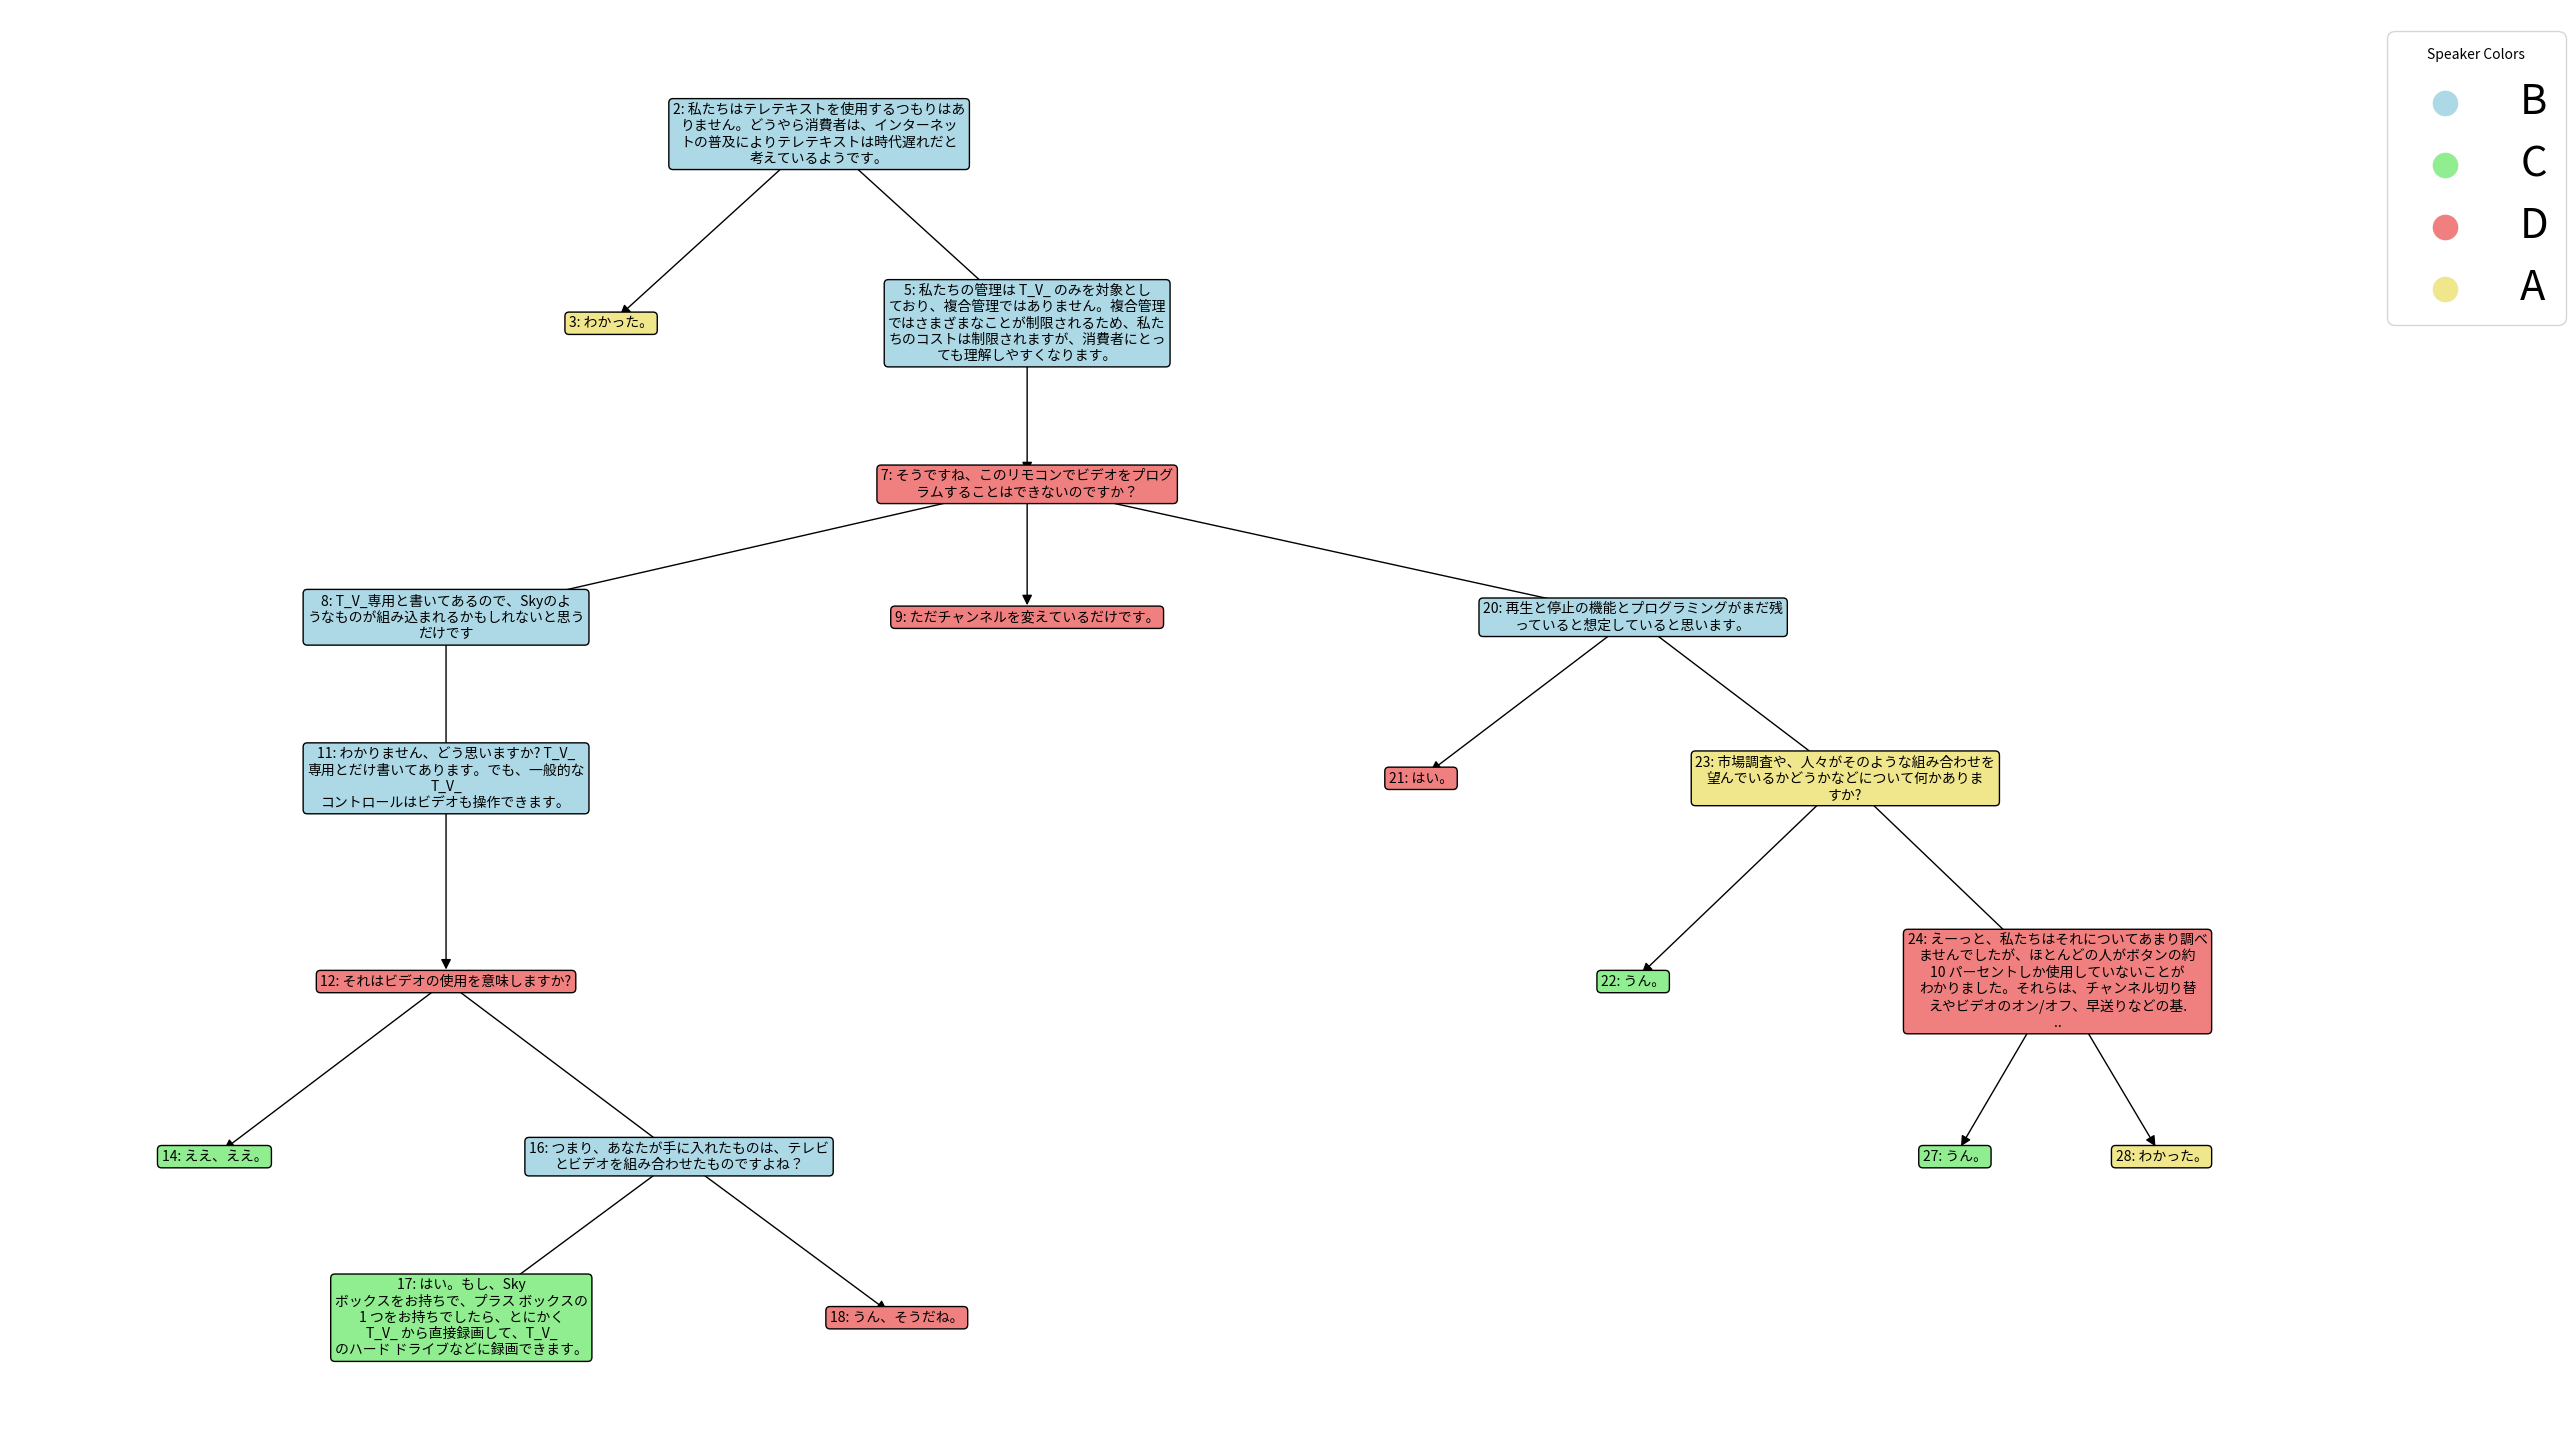 Speaker Colors
B
C
D
A
2: 私たちはテレテキストを使用するつもりはあ
りません。どうやら消費者は、インターネッ
トの普及によりテレテキストは時代遅れだと
考えているようです。
3: わかった。
5: 私たちの管理は T_V_ のみを対象とし
ており、複合管理ではありません。複合管理
ではさまざまなことが制限されるため、私た
ちのコストは制限されますが、消費者にとっ
ても理解しやすくなります。
7: そうですね、このリモコンでビデオをプログ
ラムすることはできないのですか？
8: T_V_専用と書いてあるので、Skyのよ
うなものが組み込まれるかもしれないと思う
だけです
9: ただチャンネルを変えているだけです。
20: 再生と停止の機能とプログラミングがまだ残
っていると想定していると思います。
11: わかりません、どう思いますか? T_V_
専用とだけ書いてあります。でも、一般的な
T_V_
コントロールはビデオも操作できます。
21: はい。
23: 市場調査や、人々がそのような組み合わせを
望んでいるかどうかなどについて何かありま
すか?
12: それはビデオの使用を意味しますか?
22: うん。
24: えーっと、私たちはそれについてあまり調べ
ませんでしたが、ほとんどの人がボタンの約
10 パーセントしか使用していないことが
わかりました。それらは、チャンネル切り替
えやビデオのオン/オフ、早送りなどの基.
..
14: ええ、ええ。
16: つまり、あなたが手に入れたものは、テレビ
とビデオを組み合わせたものですよね？
27: うん。
28: わかった。
17: はい。もし、Sky
ボックスをお持ちで、プラス ボックスの
1 つをお持ちでしたら、とにかく
T_V_ から直接録画して、T_V_
のハード ドライブなどに録画できます。
18: うん、そうだね。